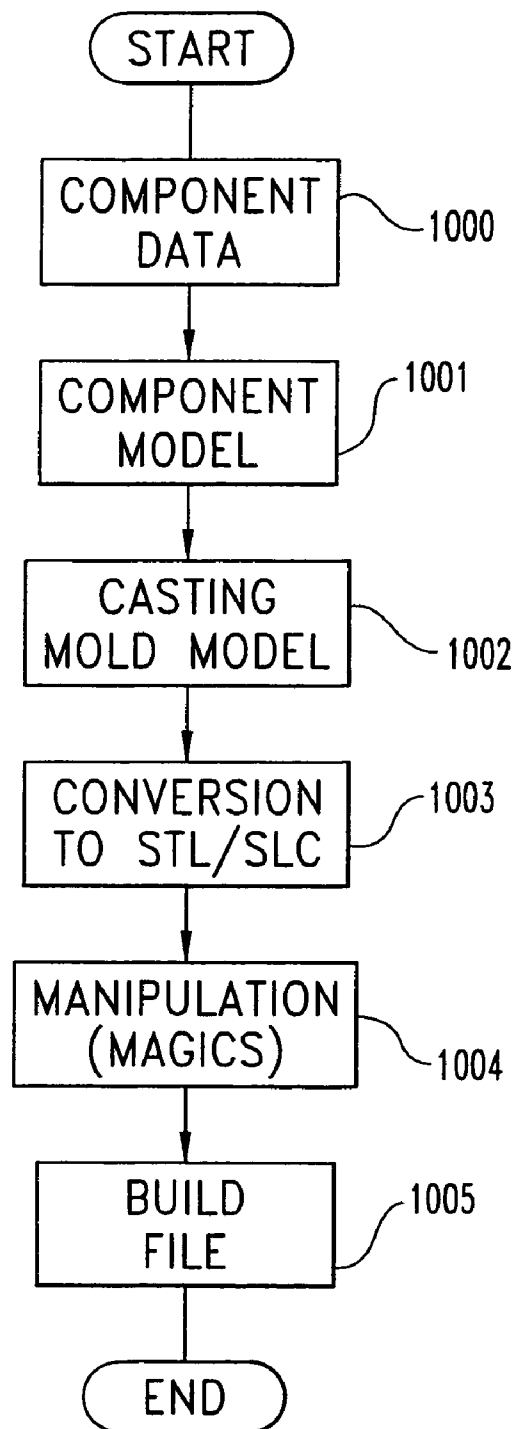 START
COMPONENT
DATA
1000
COMPONENT
MODEL
1001
CASTING
MOLD MODEL
1002
CONVERSION
TO STL/SLC
1003
MANIPULATION
(MAGICS)
1004
BUILD
FILE
1005
END